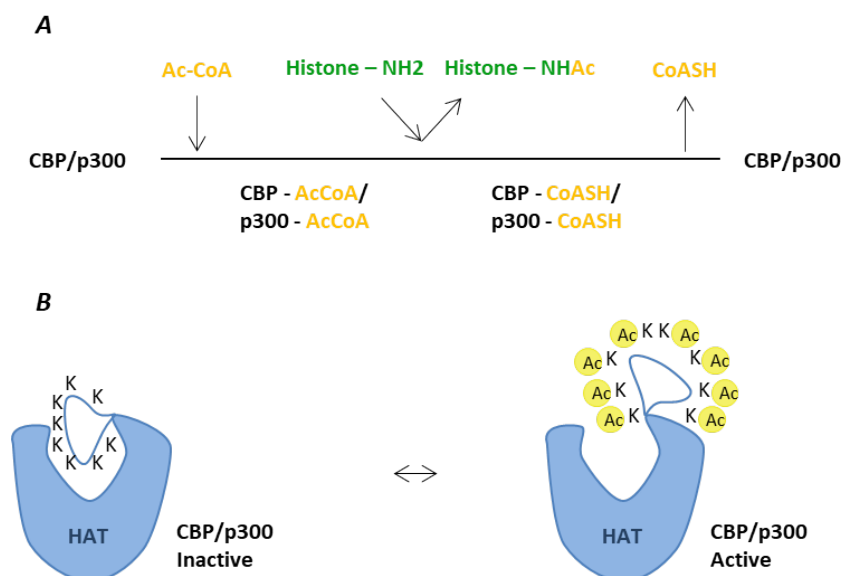 A
Ac-CoA Histone – NH2 Histone – NHAc CoASH
CBP/p300 CBP/p300
CBP - AcCoA/ CBP - CoASH/
p300 - AcCoA p300 - CoASH
B
Ac K K Ac
Ac K K Ac
K
K K Ac K K Ac
K Ac K K Ac
K K
K K
HAT CBP/p300 HAT CBP/p300
Inactive Active